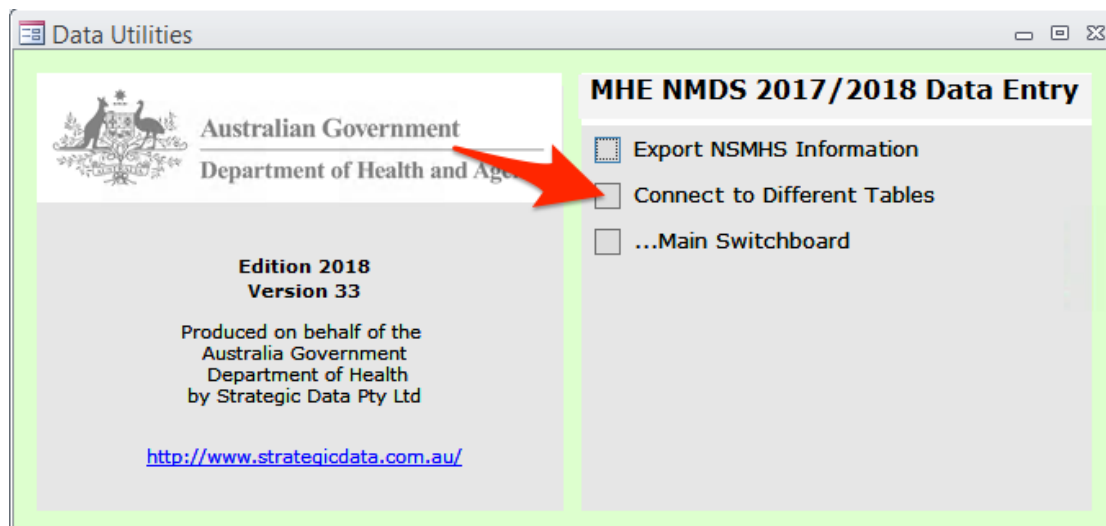 Data Utilities
Australian Government
Department of Health and
MHE NMDS 2017/2018 Data Entry
Export NSMHS Information
Connect to Different Tables
...Main Switchboard
Edition 2018
Version 33
Produced on behalf of the
Australia Government
Department of Health
by Strategic Data Pty Ltd
http://www.strategicdata.com.au/